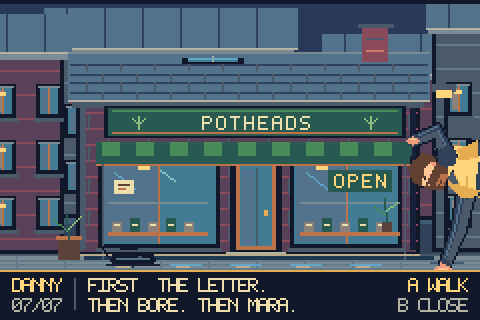 POTHEADS
OPEN
DANNY
07/07
FIRST THE LETTER.
THEN BORE. THEN MARA.
A WALK
B CLOSE